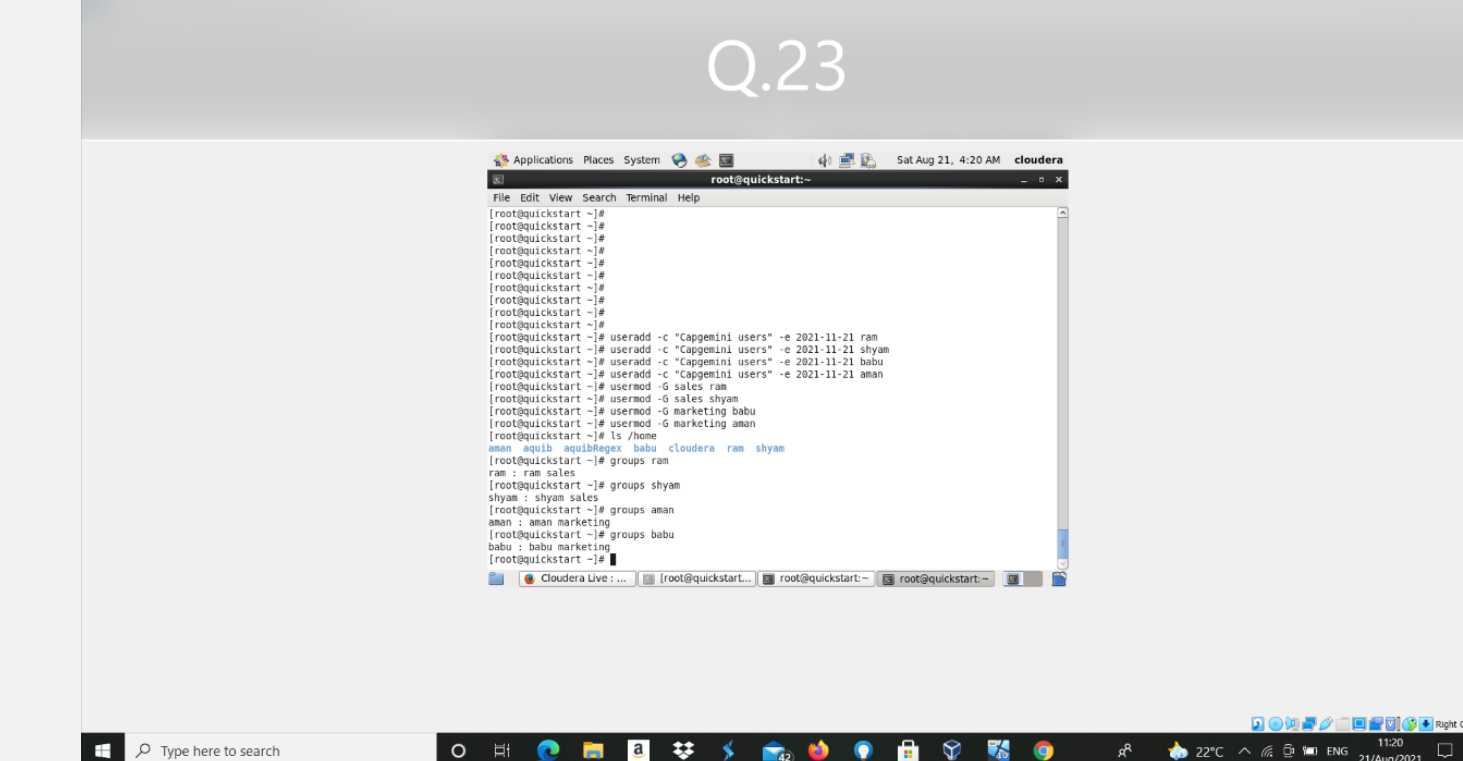 Q.23
Applications Places System Sat Aug 21, 4:20 AM cloudera
root@quickstart:~
File Edit View Search Terminal Help
[root@quickstart ~]#
[root@quickstart ~]#
[root@quickstart ~]#
[root@quickstart ~]#
[root@quickstart ~]#
[root@quickstart ~]#
[root@quickstart ~]#
[root@quickstart ~]#
[root@quickstart ~]#
[root@quickstart ~]#
[root@quickstart ~]# useradd -c "Capgemini users" -e 2021-11-21 ram
[root@quickstart ~]# useradd -c "Capgemini users" -e 2021-11-21 shyam
[root@quickstart ~]# useradd -c "Capgemini users" -e 2021-11-21 babu
[root@quickstart ~]# useradd -c "Capgemini users" -e 2021-11-21 aman
[root@quickstart ~]# usermod -G sales ram
[root@quickstart ~]# usermod -G sales shyam
[root@quickstart ~]# usermod -G marketing babu
[root@quickstart ~]# usermod -G marketing aman
[root@quickstart ~]# ls /home
aman aquib aquibRegex babu cloudera ram shyam
[root@quickstart ~]# groups ram
ram : ram sales
[root@quickstart ~]# groups shyam
shyam : shyam sales
[root@quickstart ~]# groups aman
aman : aman marketing
[root@quickstart ~]# groups babu
babu : babu marketing
[root@quickstart ~]#
Cloudera Live : ... [root@quickstart... root@quickstart:~ root@quickstart:~
Right
Type here to search a 42 22°C ENG 11:20
21/Aug/2021